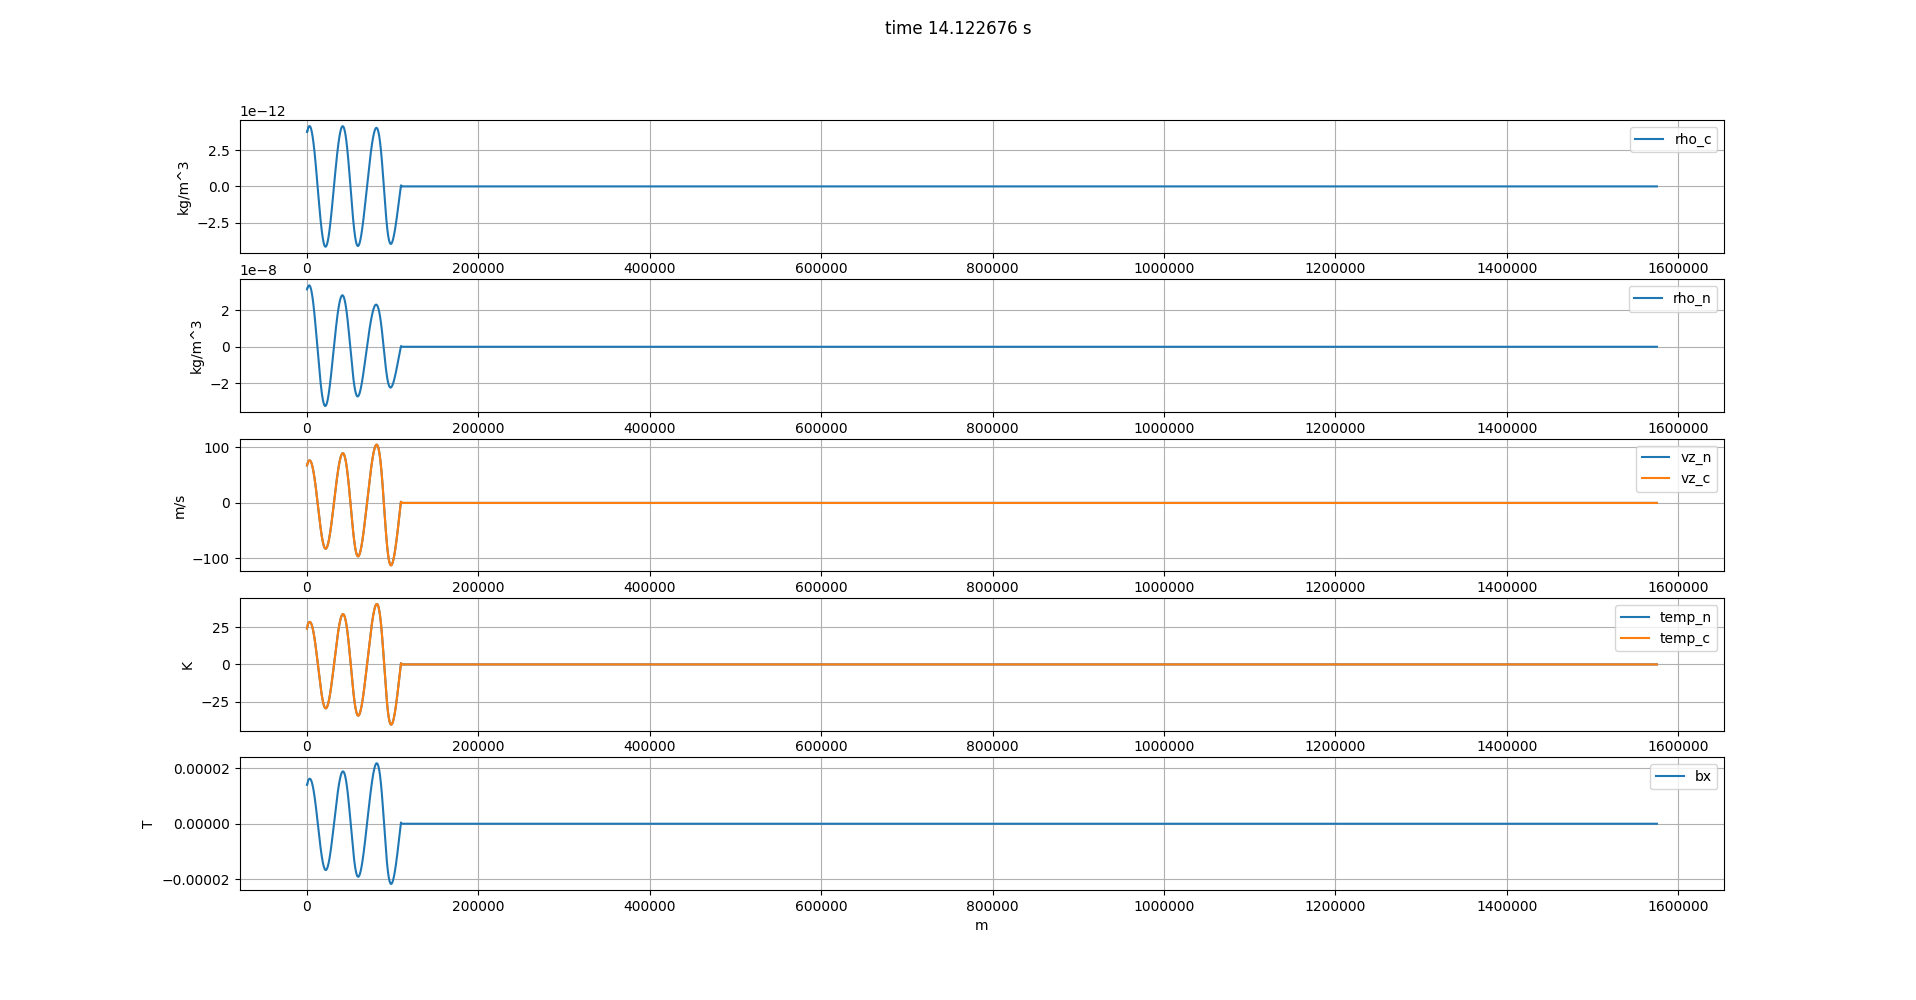 time 14.122676 s
1e−12
2.5
0.0
−2.5
kg/m^3
rho_c
0 200000 400000 600000 800000 1000000 1200000 1400000 1600000
1e−8
2
0
−2
kg/m^3
rho_n
0 200000 400000 600000 800000 1000000 1200000 1400000 1600000
100
0
−100
m/s
vz_n
vz_c
0 200000 400000 600000 800000 1000000 1200000 1400000 1600000
25
0
−25
K
temp_n
temp_c
0 200000 400000 600000 800000 1000000 1200000 1400000 1600000
0.00002
0.00000
−0.00002
T
bx
0 200000 400000 600000 800000 1000000 1200000 1400000 1600000
m